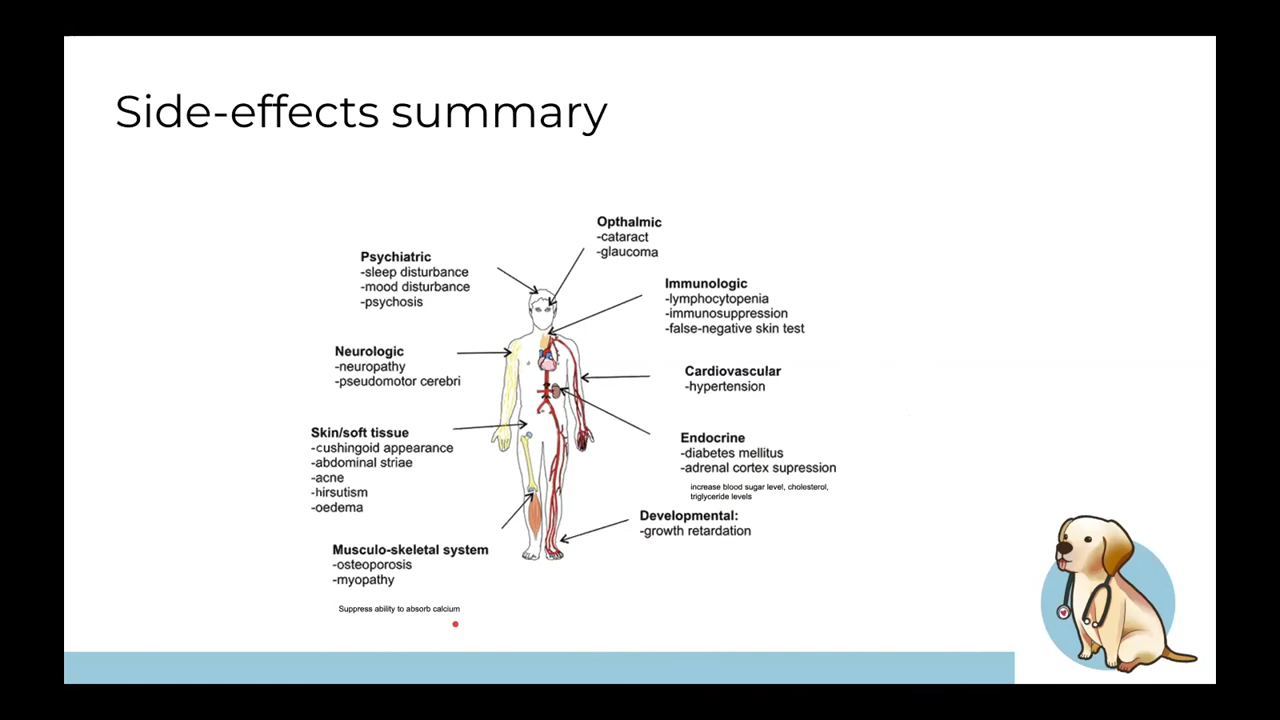 Side-effects summary
Opthalmic
-cataract
-glaucoma
Psychiatric
-sleep disturbance
-mood disturbance
-psychosis
Immunologic
-lymphocytopenia
-immunosuppression
-false-negative skin test
Neurologic
-neuropathy
-pseudomotor cerebri
Cardiovascular
-hypertension
Skin/soft tissue
-cushingoid appearance
-abdominal striae
-acne
-hirsutism
-oedema
Endocrine
-diabetes mellitus
-adrenal cortex supression
increase blood sugar level, cholesterol,
triglyceride levels
Developmental:
-growth retardation
Musculo-skeletal system
-osteoporosis
-myopathy
Suppress ability to absorb calcium